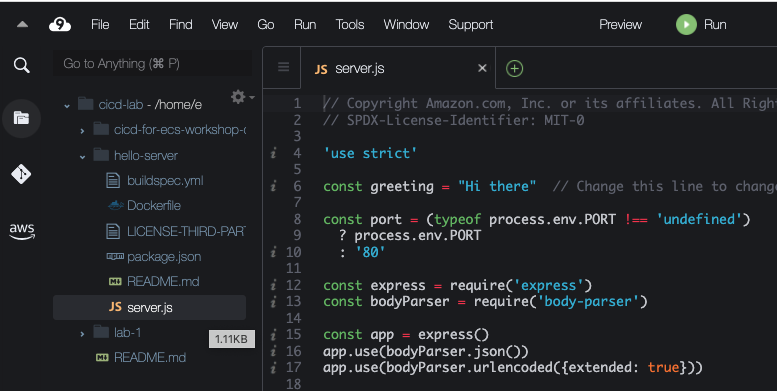 9 File Edit Find View Go Run Tools Window Support Preview Run
Go to Anything (⌘ P)
cicd-lab - /home/e
cicd-for-ecs-workshop-c
hello-server
buildspec.yml
Dockerfile
LICENSE-THIRD-PART
package.json
README.md
JS server.js
lab-1
1.11KB
README.md
aws
JS server.js
1 // Copyright Amazon.com, Inc. or its affiliates. All Righ
2 // SPDX-License-Identifier: MIT-0
3
4 'use strict'
5
6 const greeting = "Hi there"  // Change this line to chang
7
8 const port = (typeof process.env.PORT !== 'undefined')
9   ? process.env.PORT
10   : '80'
11
12 const express = require('express')
13 const bodyParser = require('body-parser')
14
15 const app = express()
16 app.use(bodyParser.json())
17 app.use(bodyParser.urlencoded({extended: true}))
18